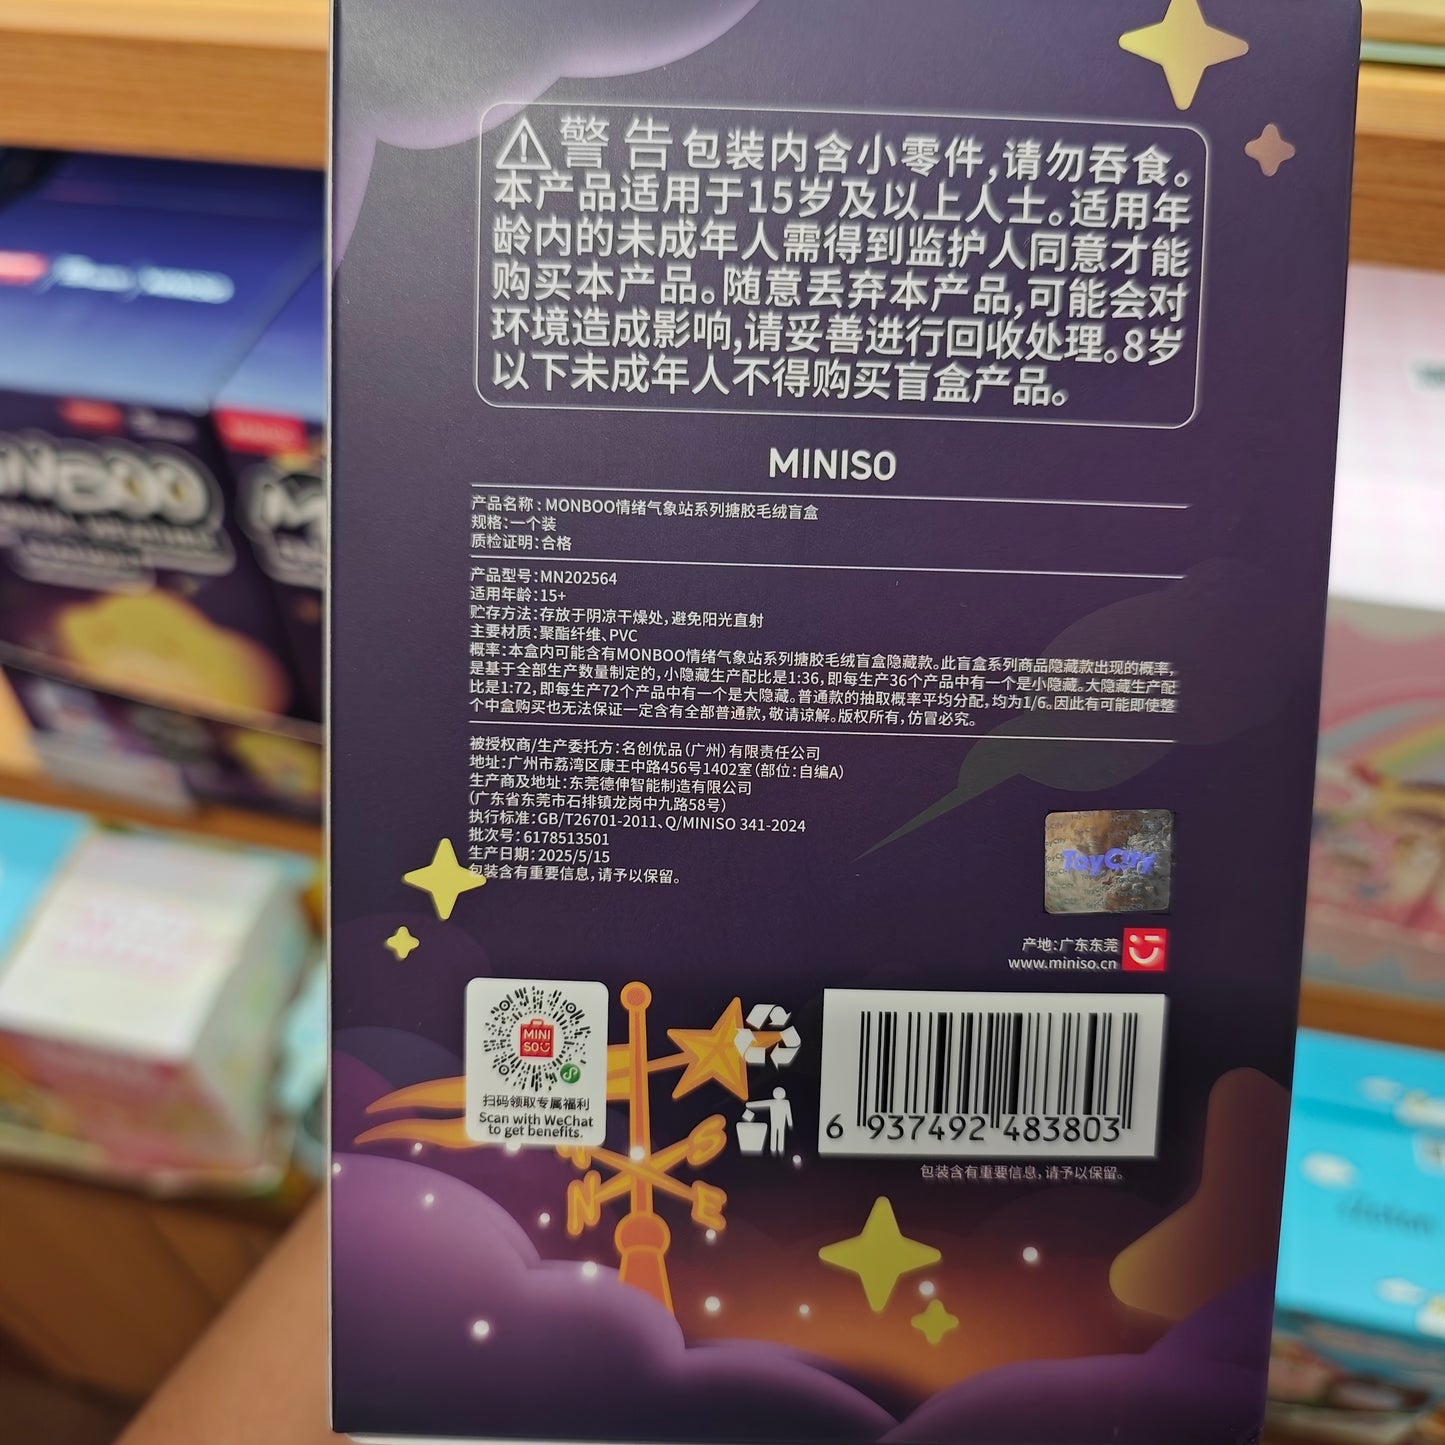 警告 包装内含小零件,请勿吞食。
本产品适用于15岁及以上人士。适用年
龄内的未成年人需得到监护人同意才能
购买本产品。随意丢弃本产品,可能会对
环境造成影响,请妥善进行回收处理。8岁
以下未成年人不得购买盲盒产品。
MINISO
产品名称:MONBOO情绪气象站系列搪胶毛绒盲盒
规格:一个装
质检证明:合格
产品型号:MN202564
适用年龄:15+
贮存方法:存放于阴凉干燥处,避免阳光直射
主要材质:聚酯纤维、PVC
概率:本盒内可能含有MONBOO情绪气象站系列搪胶毛绒盲盒隐藏款。此盲盒系列商品隐藏款出现的概率,
是基于全部生产数量制定的,小隐藏生产配比是1:36,即每生产36个产品中有一个是小隐藏。大隐藏生产配
比是1:72,即每生产72个产品中有一个是大隐藏。普通款的抽取概率平均分配,均为1/6。因此有可能即使整
个中盒购买也无法保证一定含有全部普通款,敬请谅解。版权所有,仿冒必究。
被授权商/生产委托方:名创优品(广州)有限责任公司
地址:广州市荔湾区康王中路456号1402室(部位:自编A)
生产商及地址:东莞德伸智能制造有限公司
(广东省东莞市石排镇龙岗中九路58号)
执行标准:GB/T26701-2011、Q/MINISO 341-2024
批次号:6178513501
生产日期:2025/5/15
包装含有重要信息,请予以保留。
ToyCity
产地:广东东莞
www.miniso.cn
MINI
SO
扫码领取专属福利
Scan with WeChat
to get benefits.
6 937492 483803
包装含有重要信息,请予以保留。
S
N
E